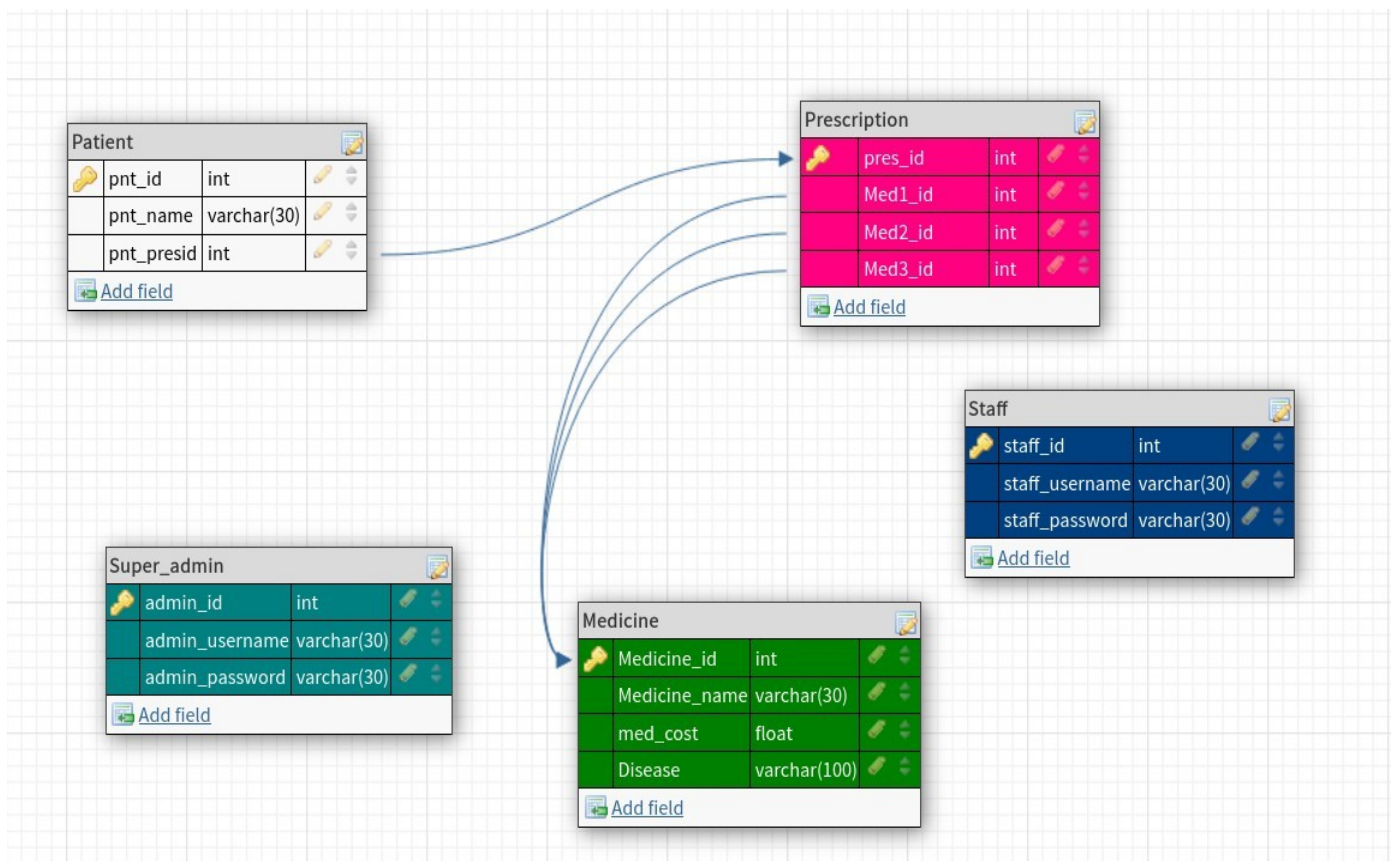 Patient
pnt_id int
pnt_name varchar(30)
pnt_presid int
Add field
Prescription
pres_id int
Med1_id int
Med2_id int
Med3_id int
Add field
Staff
staff_id int
staff_username varchar(30)
staff_password varchar(30)
Add field
Super_admin
admin_id int
admin_username varchar(30)
admin_password varchar(30)
Add field
Medicine
Medicine_id int
Medicine_name varchar(30)
med_cost float
Disease varchar(100)
Add field